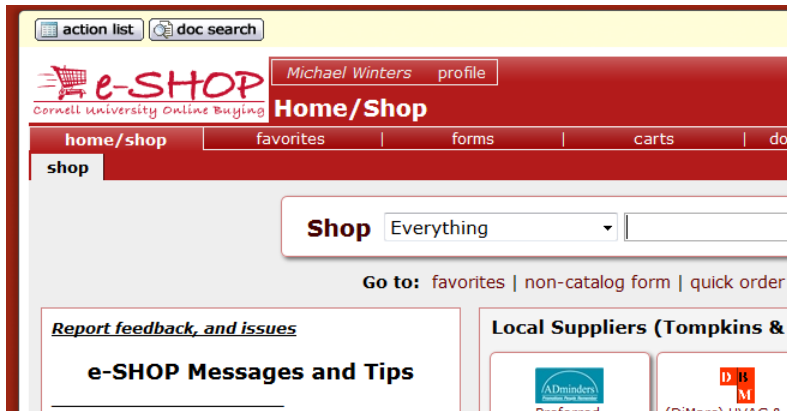 action list doc search
e-SHOP
Cornell University Online Buying
Michael Winters profile
Home/Shop
home/shop favorites | forms | carts | do
shop
Shop Everything
Go to: favorites | non-catalog form | quick order
Report feedback, and issues
e-SHOP Messages and Tips
Local Suppliers (Tompkins &
ADminders
D B
M
Preferred